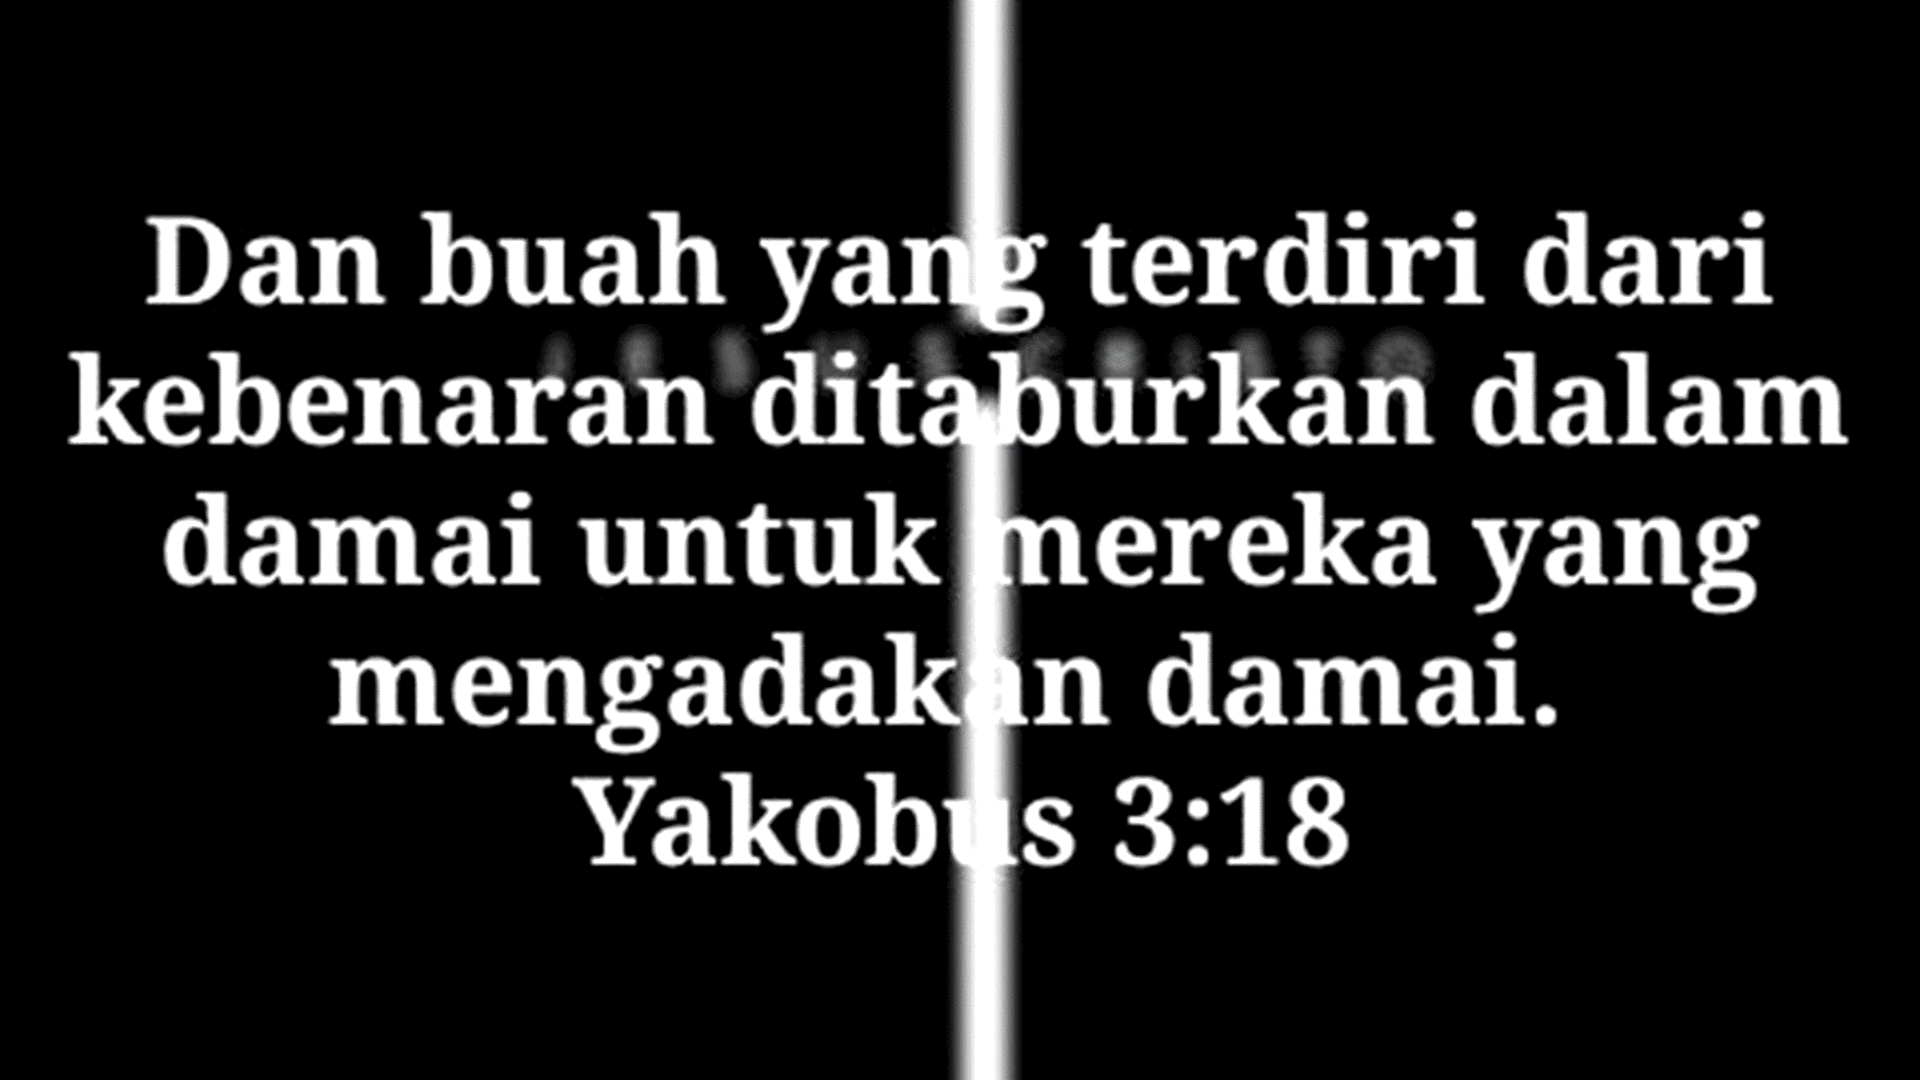 Dan buah yang terdiri dari
kebenaran ditaburkan dalam
damai untuk mereka yang
mengadakan damai.
Yakobus 3:18